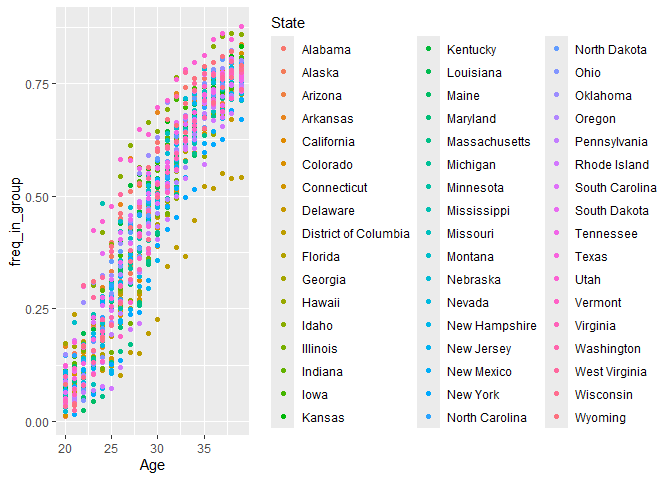 State
Alabama
Alaska
Arizona
Arkansas
California
Colorado
Connecticut
Delaware
District of Columbia
Florida
Georgia
Hawaii
Idaho
Illinois
Indiana
Iowa
Kansas
Kentucky
Louisiana
Maine
Maryland
Massachusetts
Michigan
Minnesota
Mississippi
Missouri
Montana
Nebraska
Nevada
New Hampshire
New Jersey
New Mexico
New York
North Carolina
North Dakota
Ohio
Oklahoma
Oregon
Pennsylvania
Rhode Island
South Carolina
South Dakota
Tennessee
Texas
Utah
Vermont
Virginia
Washington
West Virginia
Wisconsin
Wyoming
freq_in_group
0.75
0.50
0.25
0.00
20 25 30 35
Age